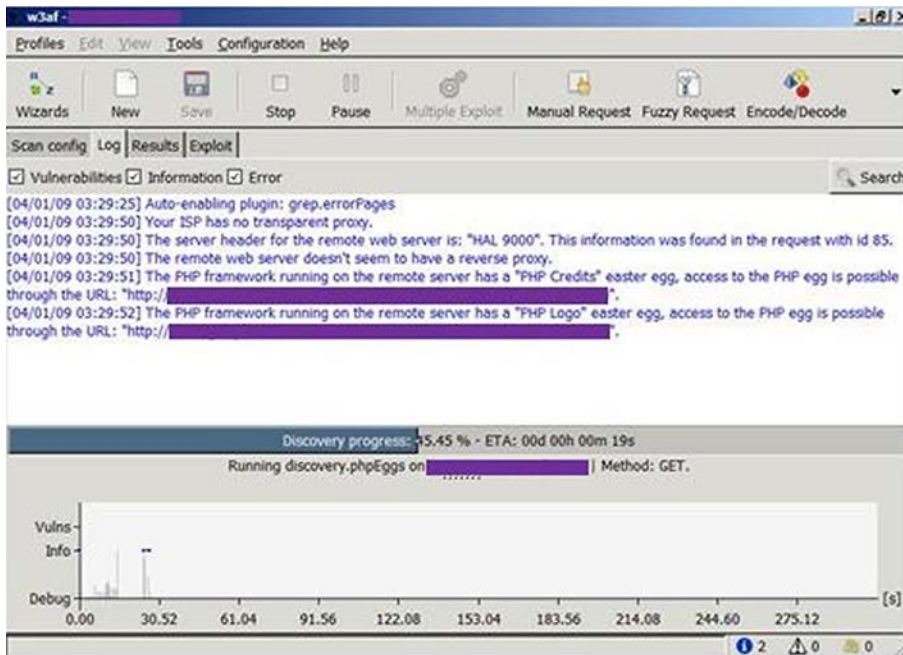 w3af -
Profiles Edit View Tools Configuration Help
Wizards New Save Stop Pause Multiple Exploit Manual Request Fuzzy Request Encode/Decode
Scan config Log Results Exploit
Vulnerabilities Information Error Search
[04/01/09 03:29:25] Auto-enabling plugin: grep.errorPages
[04/01/09 03:29:50] Your ISP has no transparent proxy.
[04/01/09 03:29:50] The server header for the remote web server is: "HAL 9000". This information was found in the request with id 85.
[04/01/09 03:29:50] The remote web server doesn't seem to have a reverse proxy.
[04/01/09 03:29:51] The PHP framework running on the remote server has a "PHP Credits" easter egg, access to the PHP egg is possible
through the URL: "http:// ".
[04/01/09 03:29:52] The PHP framework running on the remote server has a "PHP Logo" easter egg, access to the PHP egg is possible
through the URL: "http:// ".
Discovery progress: 45.45 % - ETA: 00d 00h 00m 19s
Running discovery.phpEggs on | Method: GET.
Vulns
Info
Debug
[s]
0.00 30.52 61.04 91.56 122.08 153.04 183.56 214.08 244.60 275.12
2 0 0